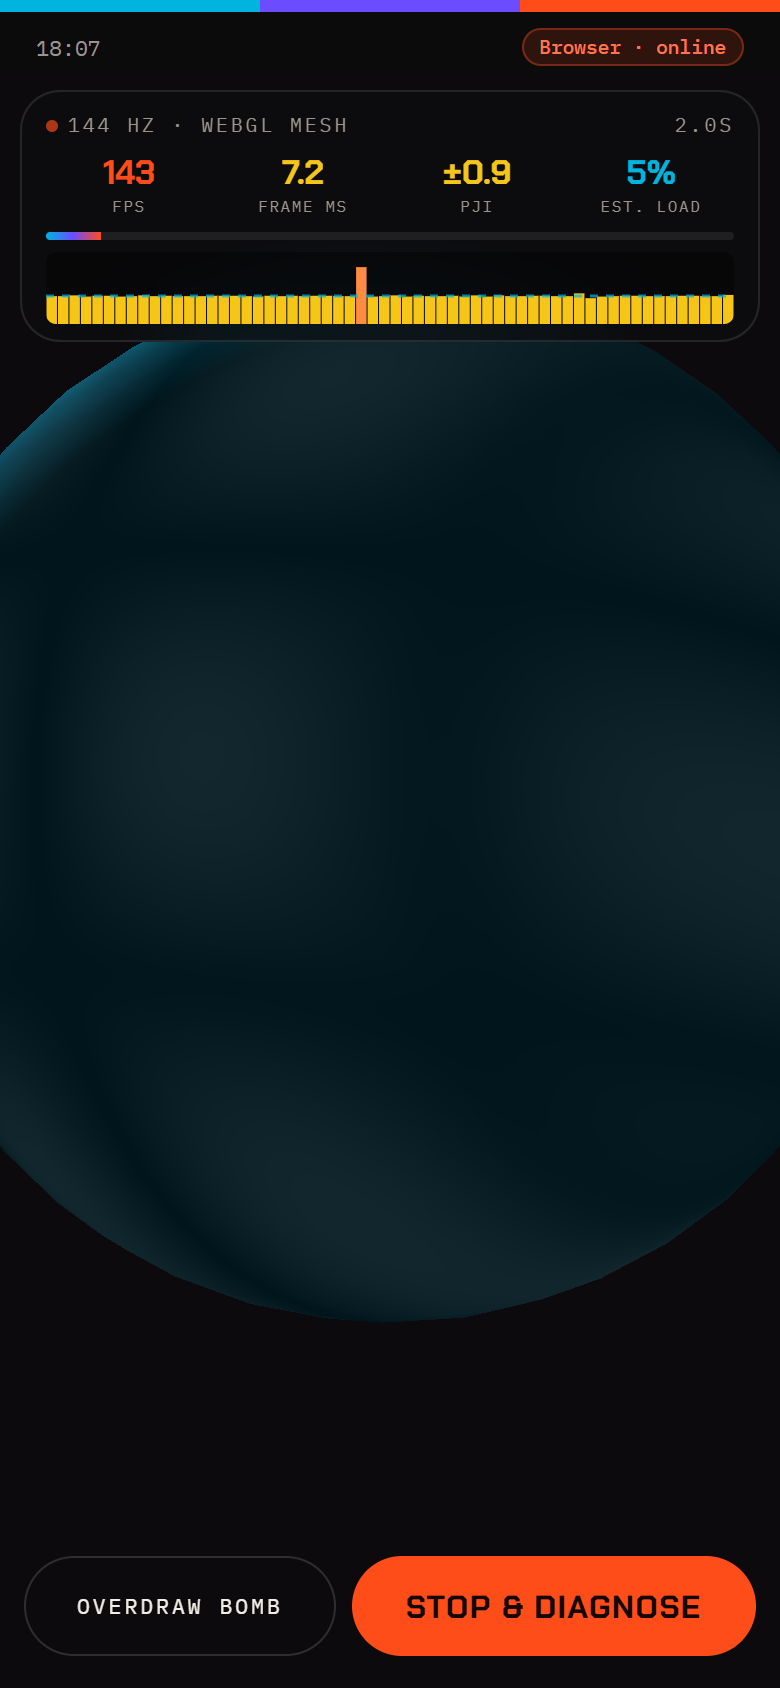 18:07
Browser · online
144 HZ · WEBGL MESH
2.0S
143
7.2
±0.9
5%
FPS
FRAME MS
PJI
EST. LOAD
OVERDRAW BOMB
STOP & DIAGNOSE